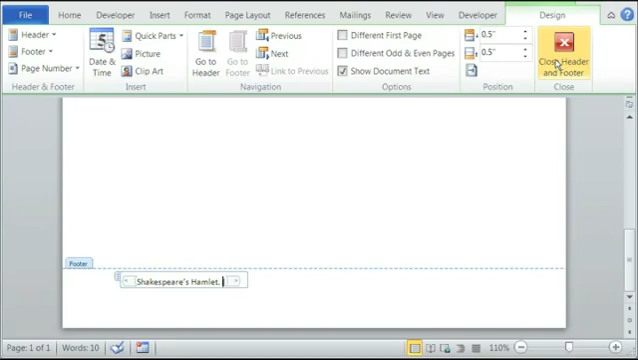 File Home Developer Insert Format Page Layout References Mailings Review View Developer Design
Header
Footer
Page Number
Header & Footer
5
Date & Time
Quick Parts
Picture
Clip Art
Insert
Go to Header
Go to Footer
Previous
Next
Link to Previous
Navigation
Different First Page
Different Odd & Even Pages
Show Document Text
Options
0.5"
0.5"
Position
Close Header and Footer
Close
Footer
Shakespeare's Hamlet.
Page: 1 of 1 Words: 10 110%